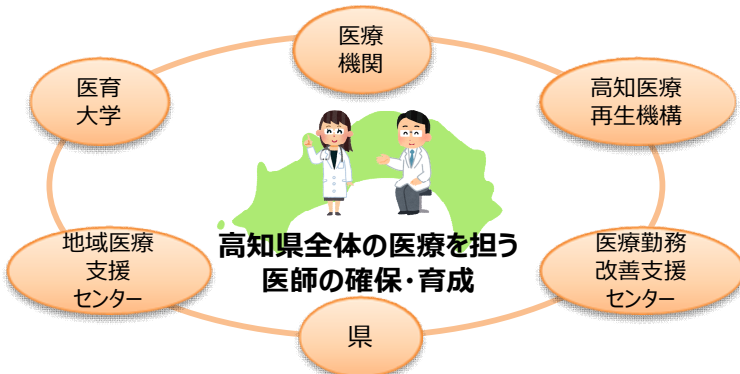 医療
機関
医育
大学
高知医療
再生機構
高知県全体の医療を担う
医師の確保・育成
地域医療
支援
センター
医療勤務
改善支援
センター
県